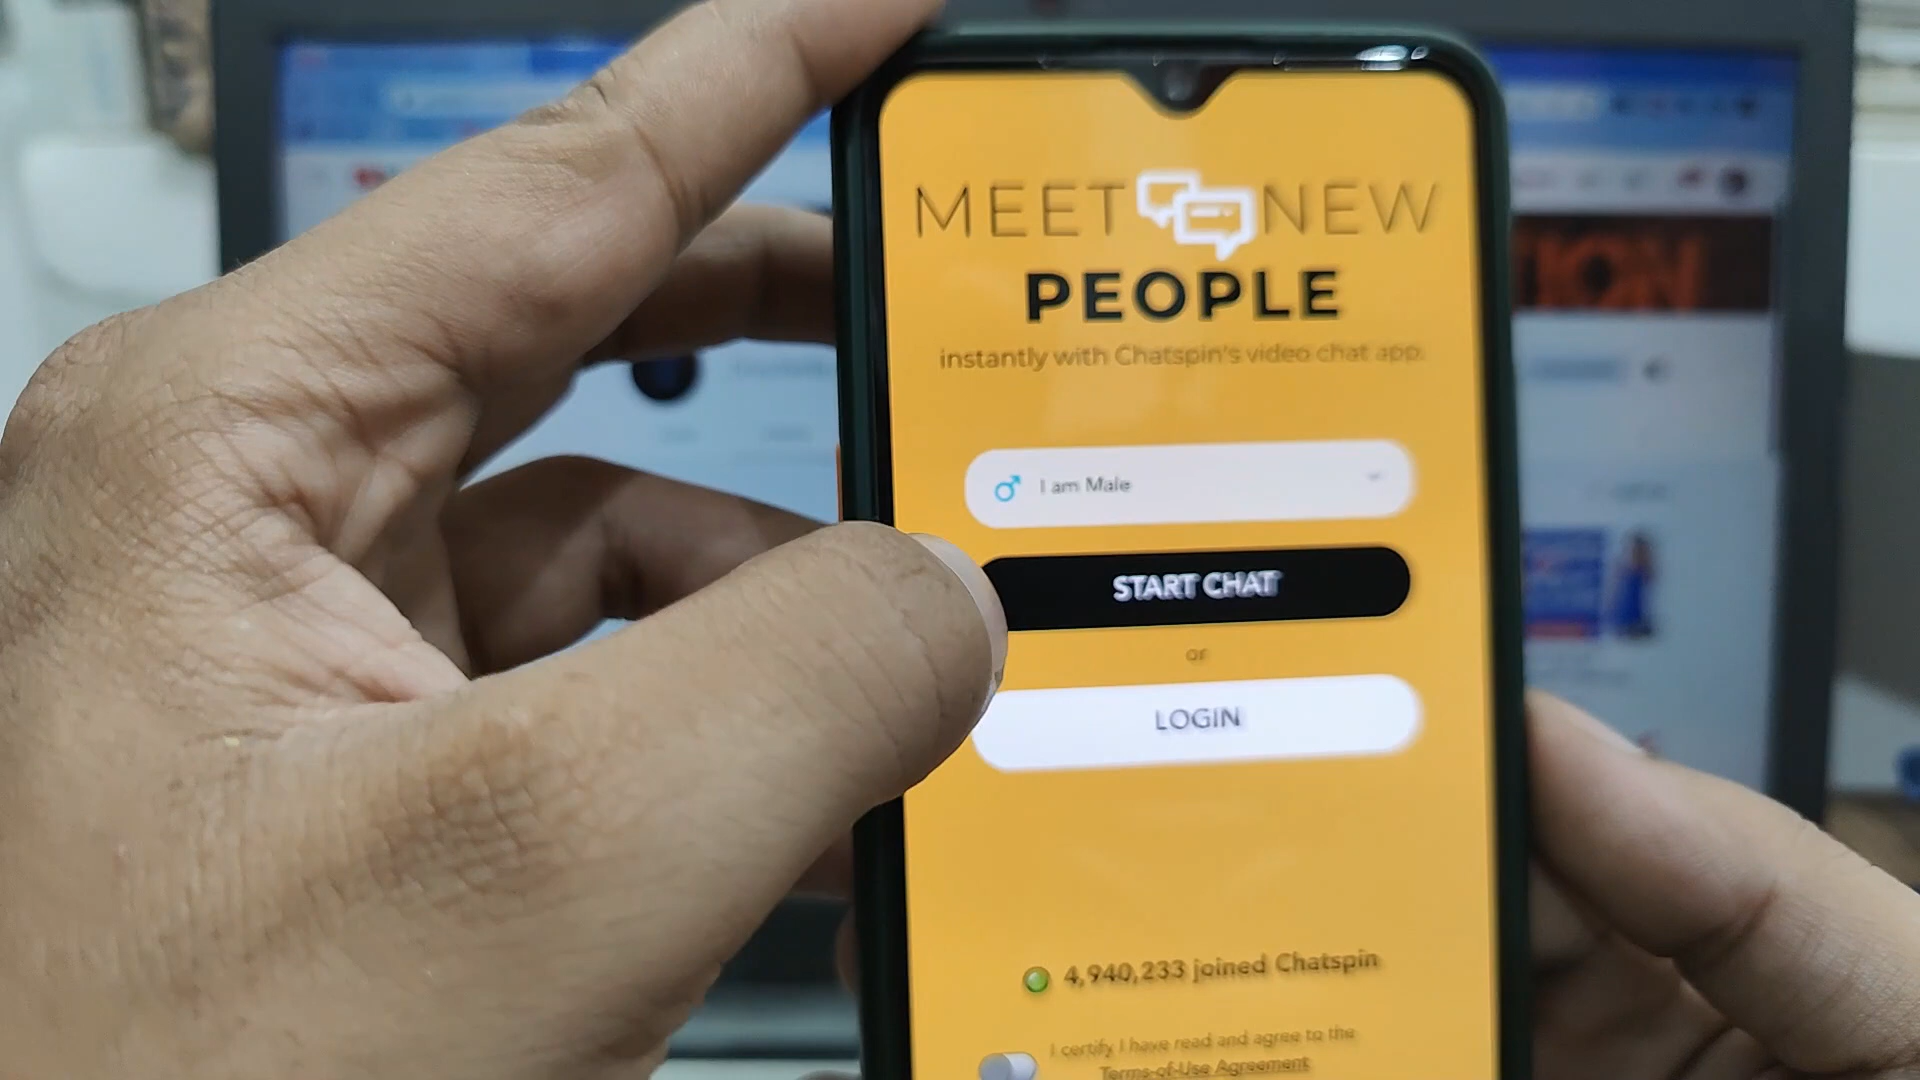 MEET NEW
PEOPLE
instantly with Chatspin's video chat app.
I am Male
START CHAT
or
LOGIN
4,940,233 joined Chatspin
I certify I have read and agree to the
Terms-of-Use Agreement
TION